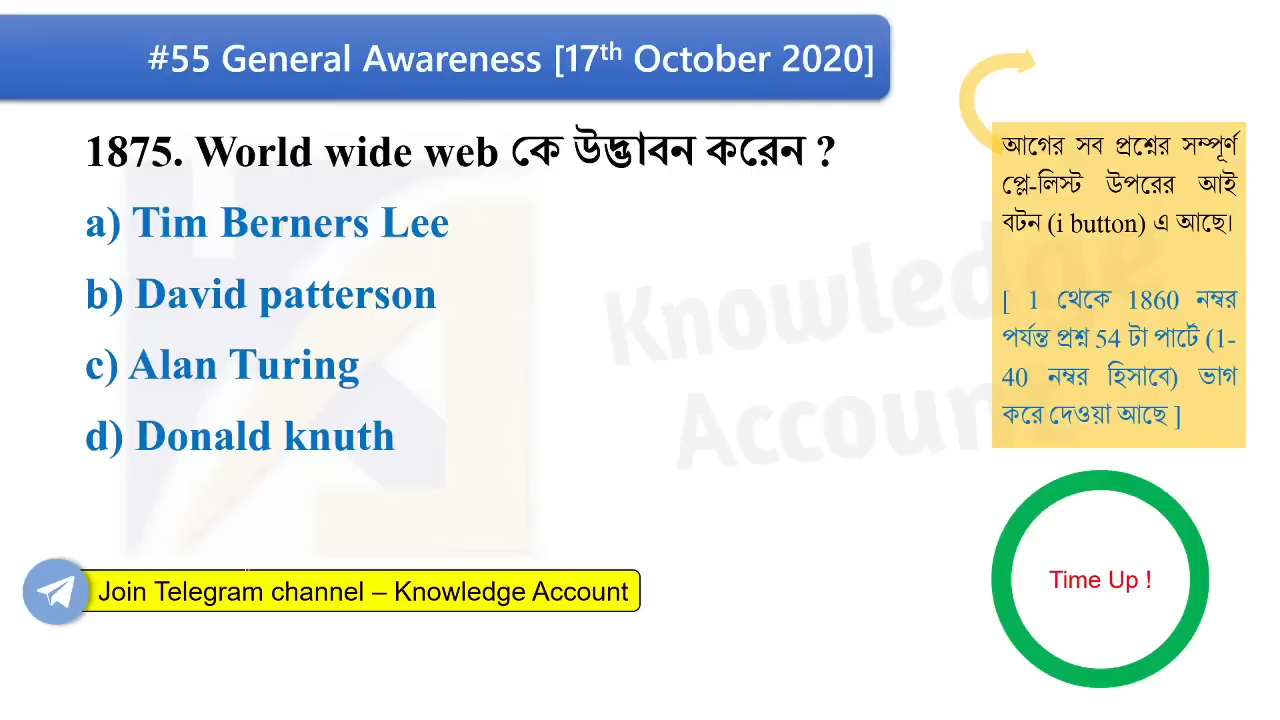 #55 General Awareness [17th October 2020]
1875. World wide web কে উদ্ভাবন করেন ?
a) Tim Berners Lee
b) David patterson
c) Alan Turing
d) Donald knuth
আগের সব প্রশ্নের সম্পূর্ণ
প্লে-লিস্ট উপরের আই
বটন (i button) এ আছে।
[ 1 থেকে 1860 নম্বর
পর্যন্ত প্রশ্ন 54 টা পার্টে (1-
40 নম্বর হিসাবে) ভাগ
করে দেওয়া আছে ]
Knowledge
Account
Join Telegram channel – Knowledge Account
Time Up !